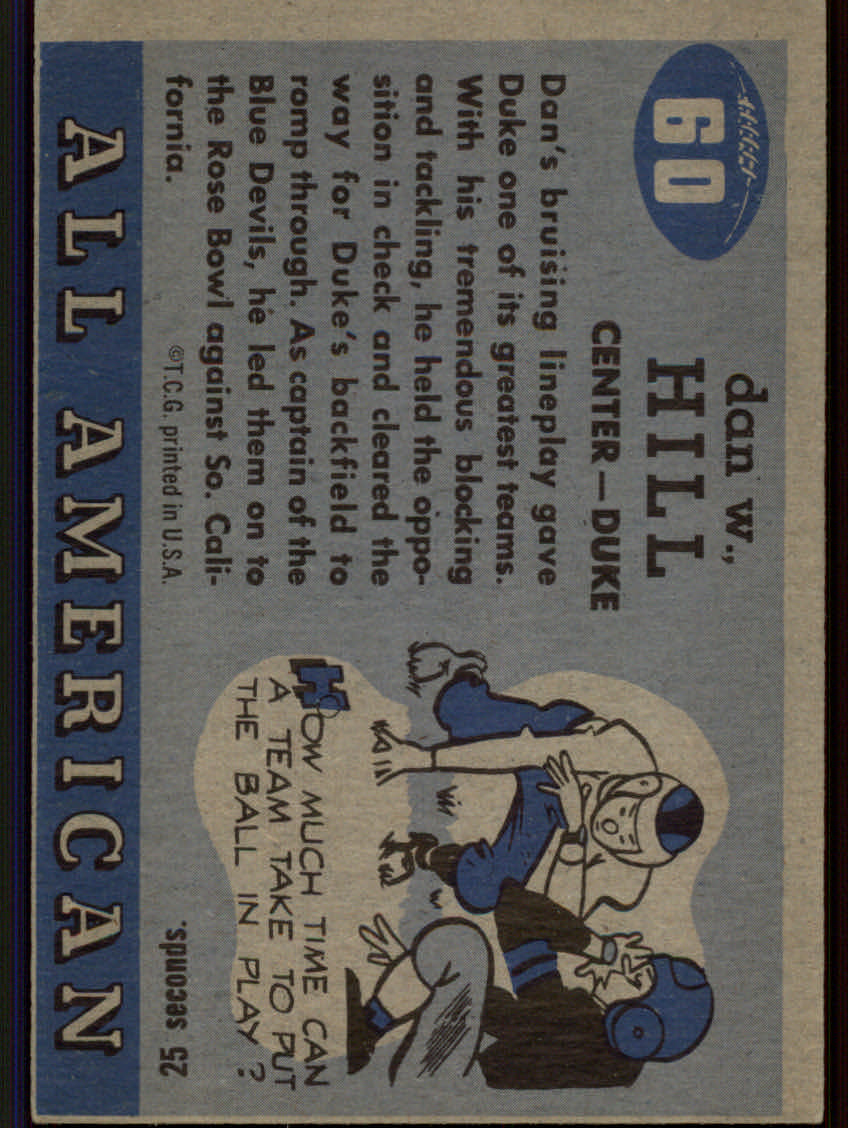 60
dan w.,
HILL
CENTER—DUKE
Dan's bruising lineplay gave
Duke one of its greatest teams.
With his tremendous blocking
and tackling, he held the oppo-
sition in check and cleared the
way for Duke's backfield to
romp through. As captain of the
Blue Devils, he led them on to
the Rose Bowl against So. Cali-
fornia.
©T.C.G. printed in U.S.A.
HOW MUCH TIME CAN
A TEAM TAKE TO PUT
THE BALL IN PLAY?
25 seconds.
ALL AMERICAN